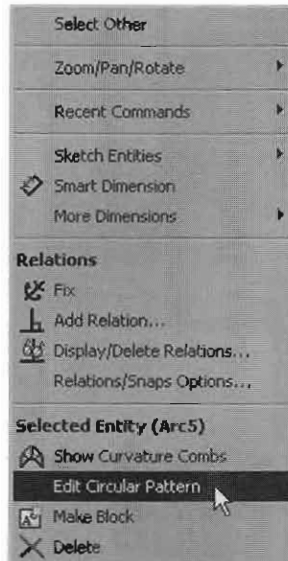 Select Other
Zoom/Pan/Rotate
Recent Commands
Sketch Entities
Smart Dimension
More Dimensions
Relations
Fix
Add Relation...
Display/Delete Relations...
Relations/Snaps Options...
Selected Entity (Arc5)
Show Curvature Combs
Edit Circular Pattern
Make Block
Delete